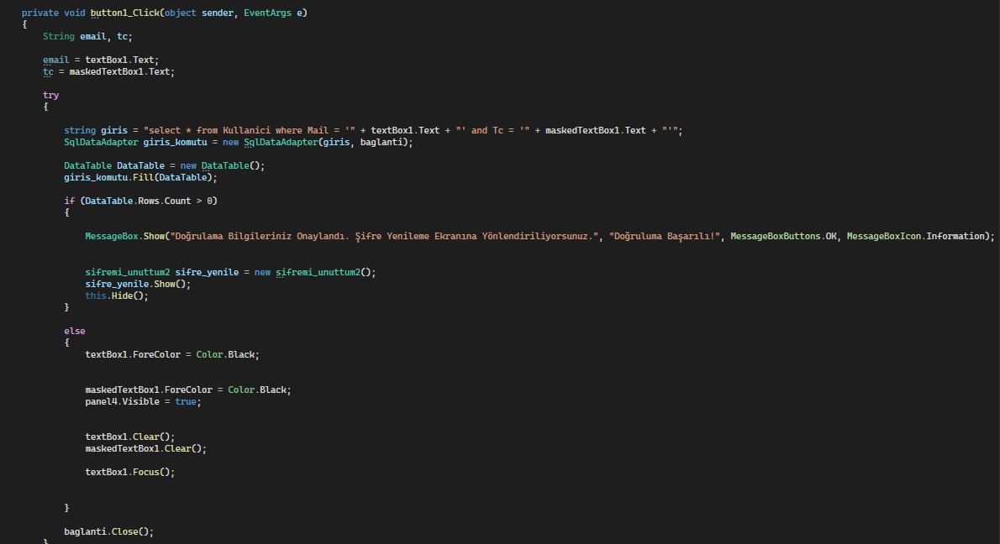 private void button1_Click(object sender, EventArgs e)
{
String email, tc;
email = textBox1.Text;
tc = maskedTextBox1.Text;
try
{
string giris = "select * from Kullanici where Mail = '" + textBox1.Text + "' and Tc = '" + maskedTextBox1.Text + "'";
SqlDataAdapter giris_komutu = new SqlDataAdapter(giris, baglanti);
DataTable DataTable = new DataTable();
giris_komutu.Fill(DataTable);
if (DataTable.Rows.Count > 0)
{
MessageBox.Show("Doğrulama Bilgileriniz Onaylandı. Şifre Yenileme Ekranına Yönlendiriliyorsunuz.", "Doğruluma Başarılı!", MessageBoxButtons.OK, MessageBoxIcon.Information);
sifremi_unuttum2 sifre_yenile = new sifremi_unuttum2();
sifre_yenile.Show();
this.Hide();
}
else
{
textBox1.ForeColor = Color.Black;
maskedTextBox1.ForeColor = Color.Black;
panel4.Visible = true;
textBox1.Clear();
maskedTextBox1.Clear();
textBox1.Focus();
}
baglanti.Close();
}